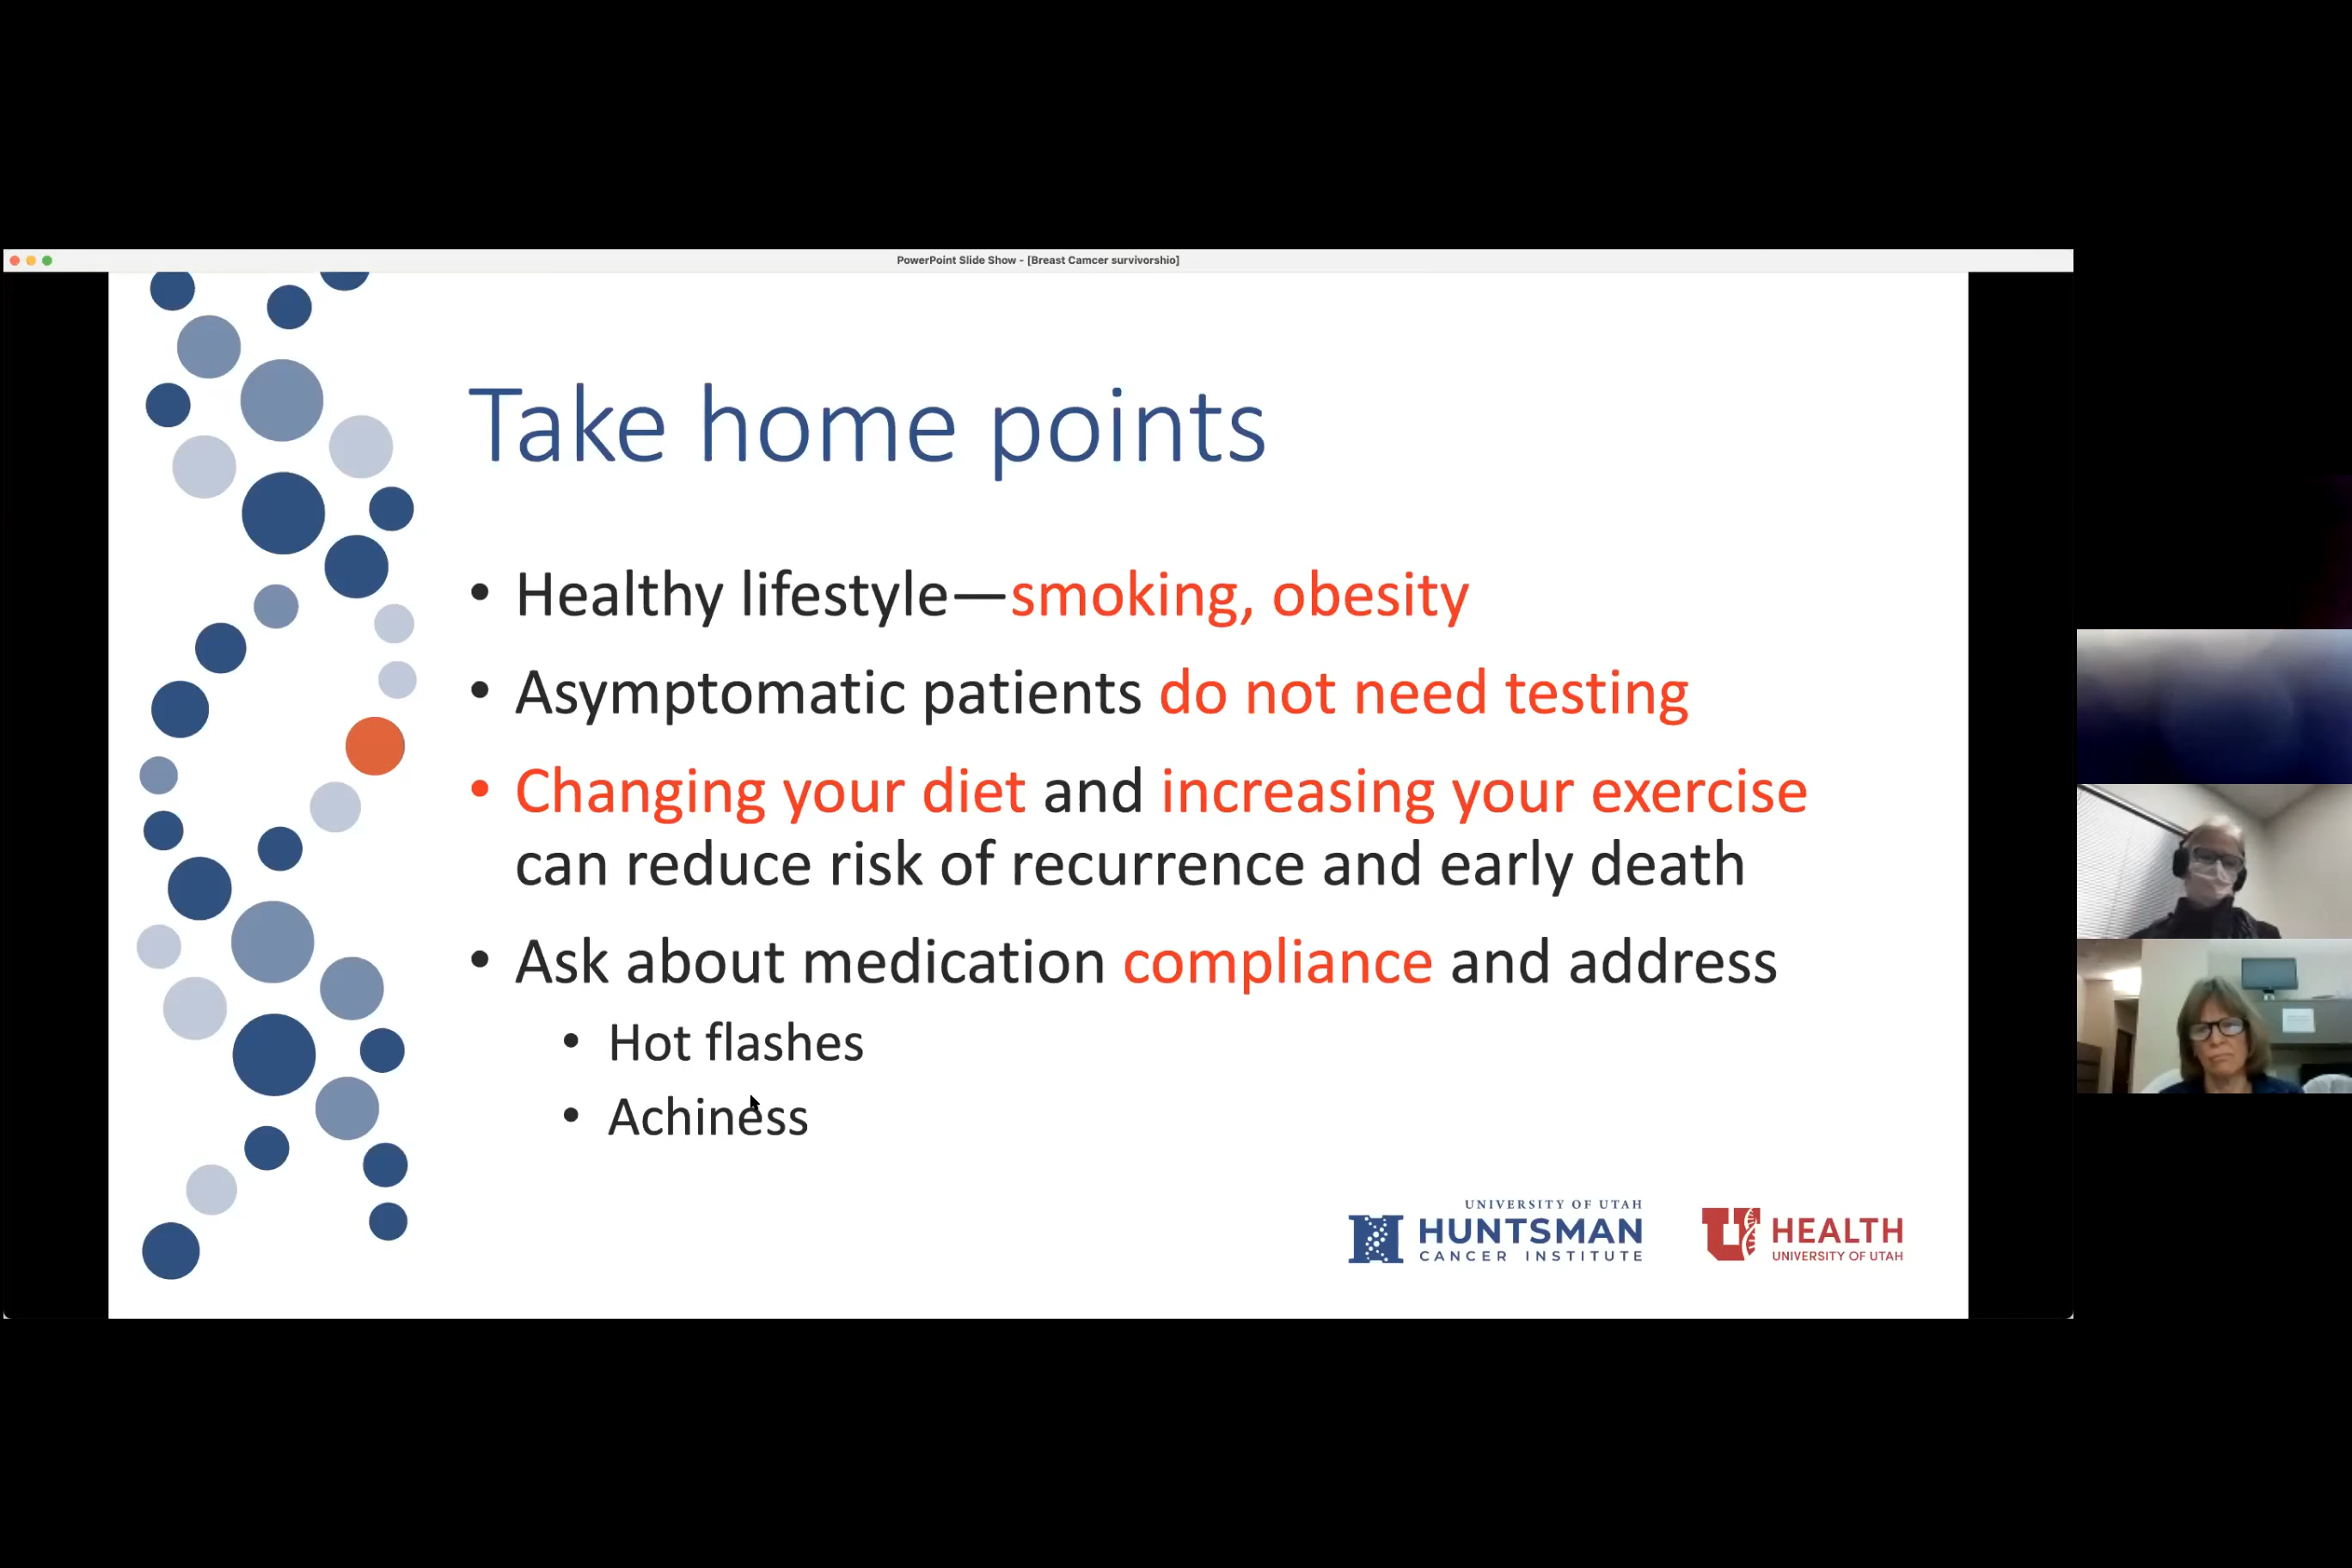 PowerPoint Slide Show - [Breast Camcer survivorshio]
Take home points
• Healthy lifestyle—smoking, obesity
• Asymptomatic patients do not need testing
• Changing your diet and increasing your exercise
can reduce risk of recurrence and early death
• Ask about medication compliance and address
• Hot flashes
• Achiness
UNIVERSITY OF UTAH
HUNTSMAN
CANCER INSTITUTE
U HEALTH
UNIVERSITY OF UTAH